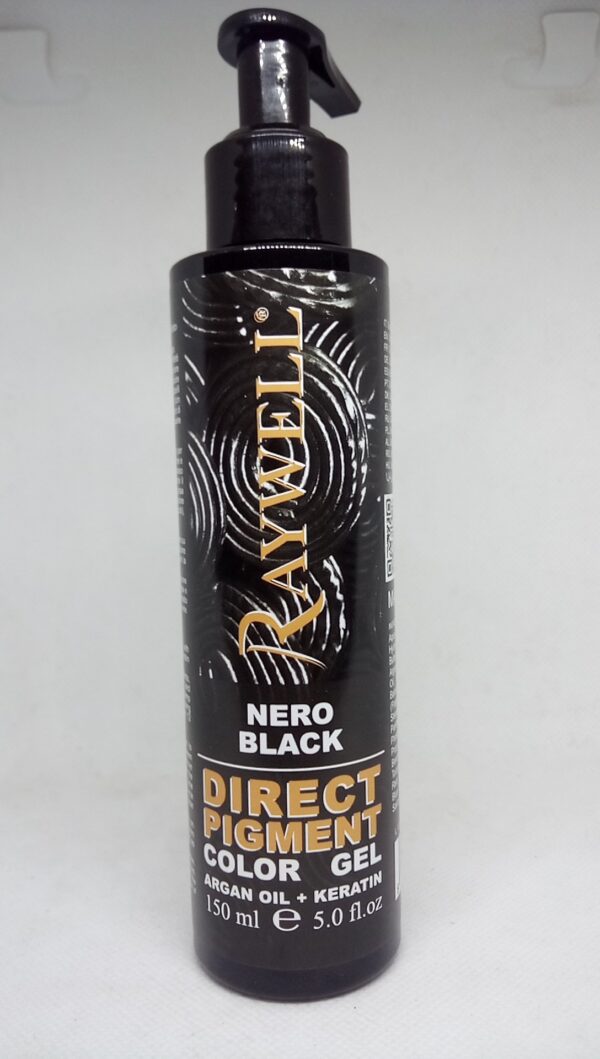 RAYWELL®
NERO
BLACK
DIRECT
PIGMENT
COLOR GEL
ARGAN OIL + KERATIN
150 ml e 5.0 fl.oz